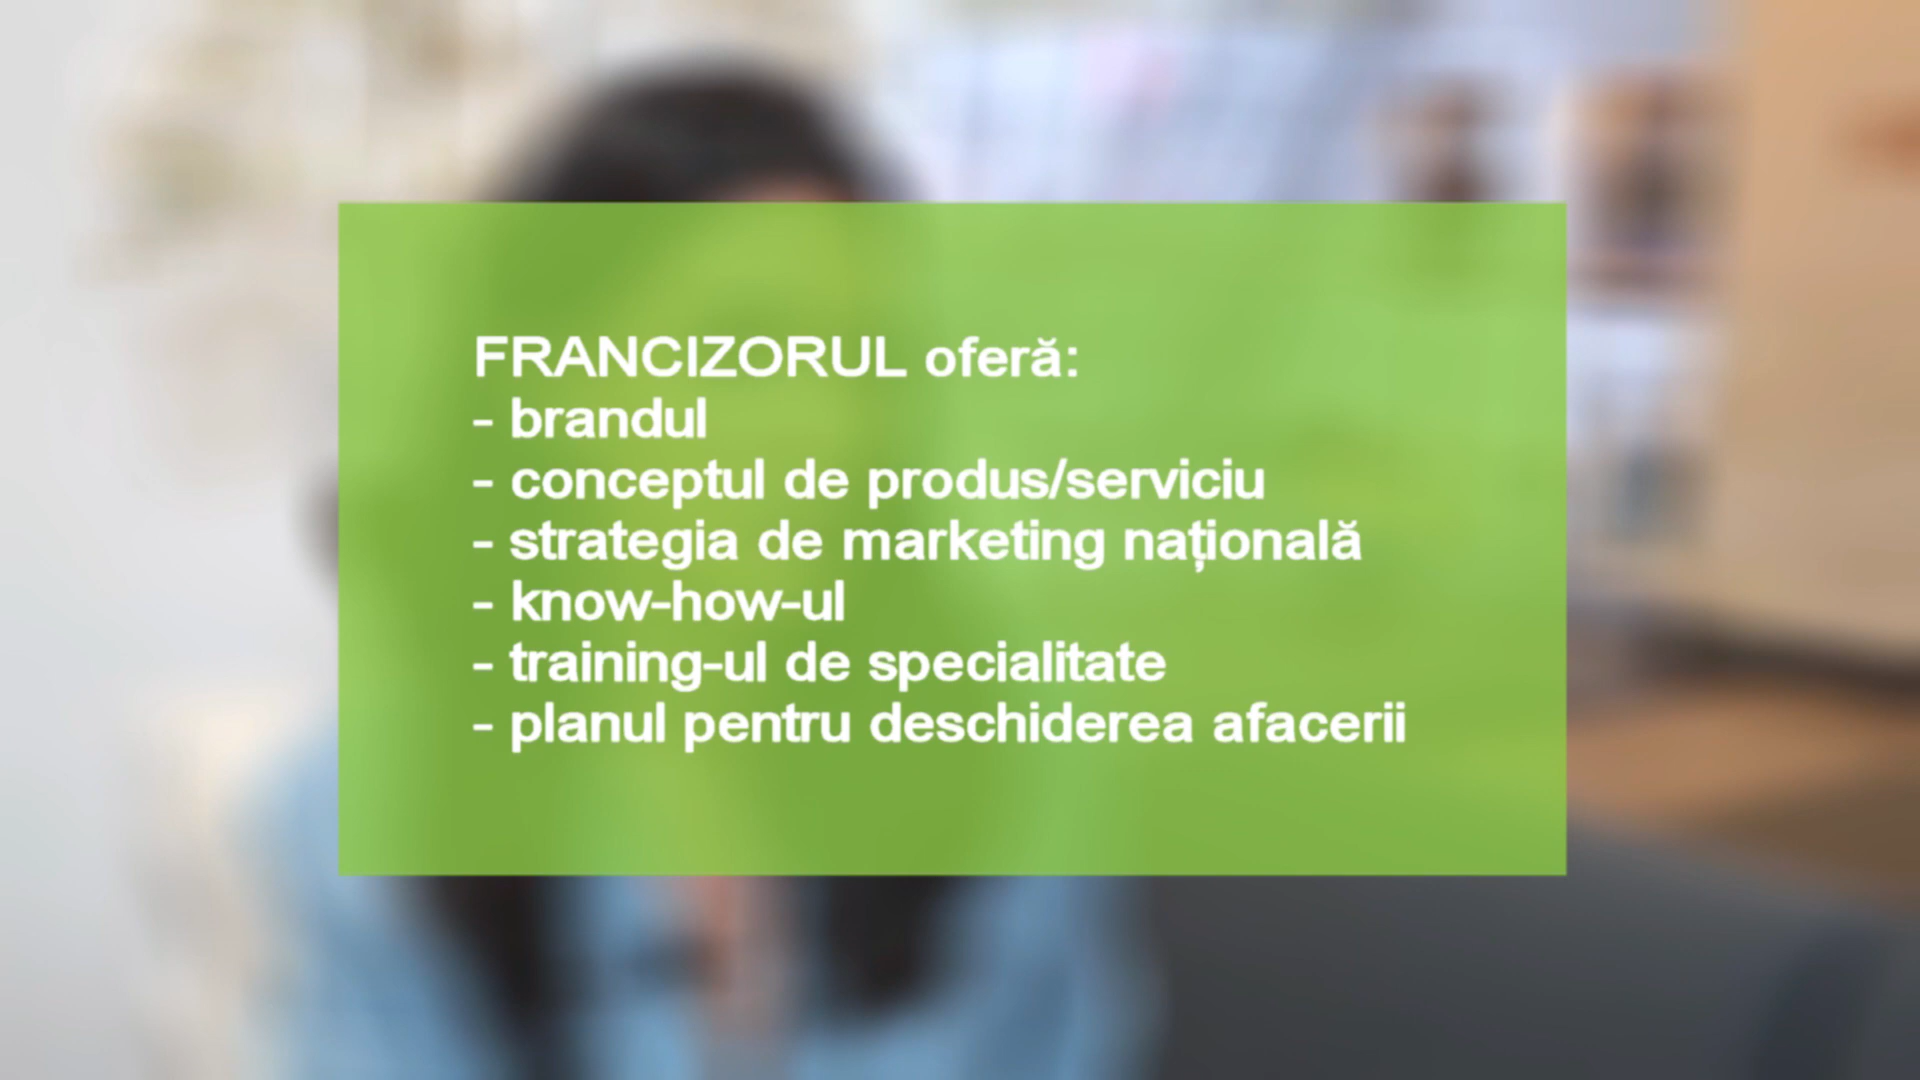 FRANCIZORUL oferă:
- brandul
- conceptul de produs/serviciu
- strategia de marketing națională
- know-how-ul
- training-ul de specialitate
- planul pentru deschiderea afacerii